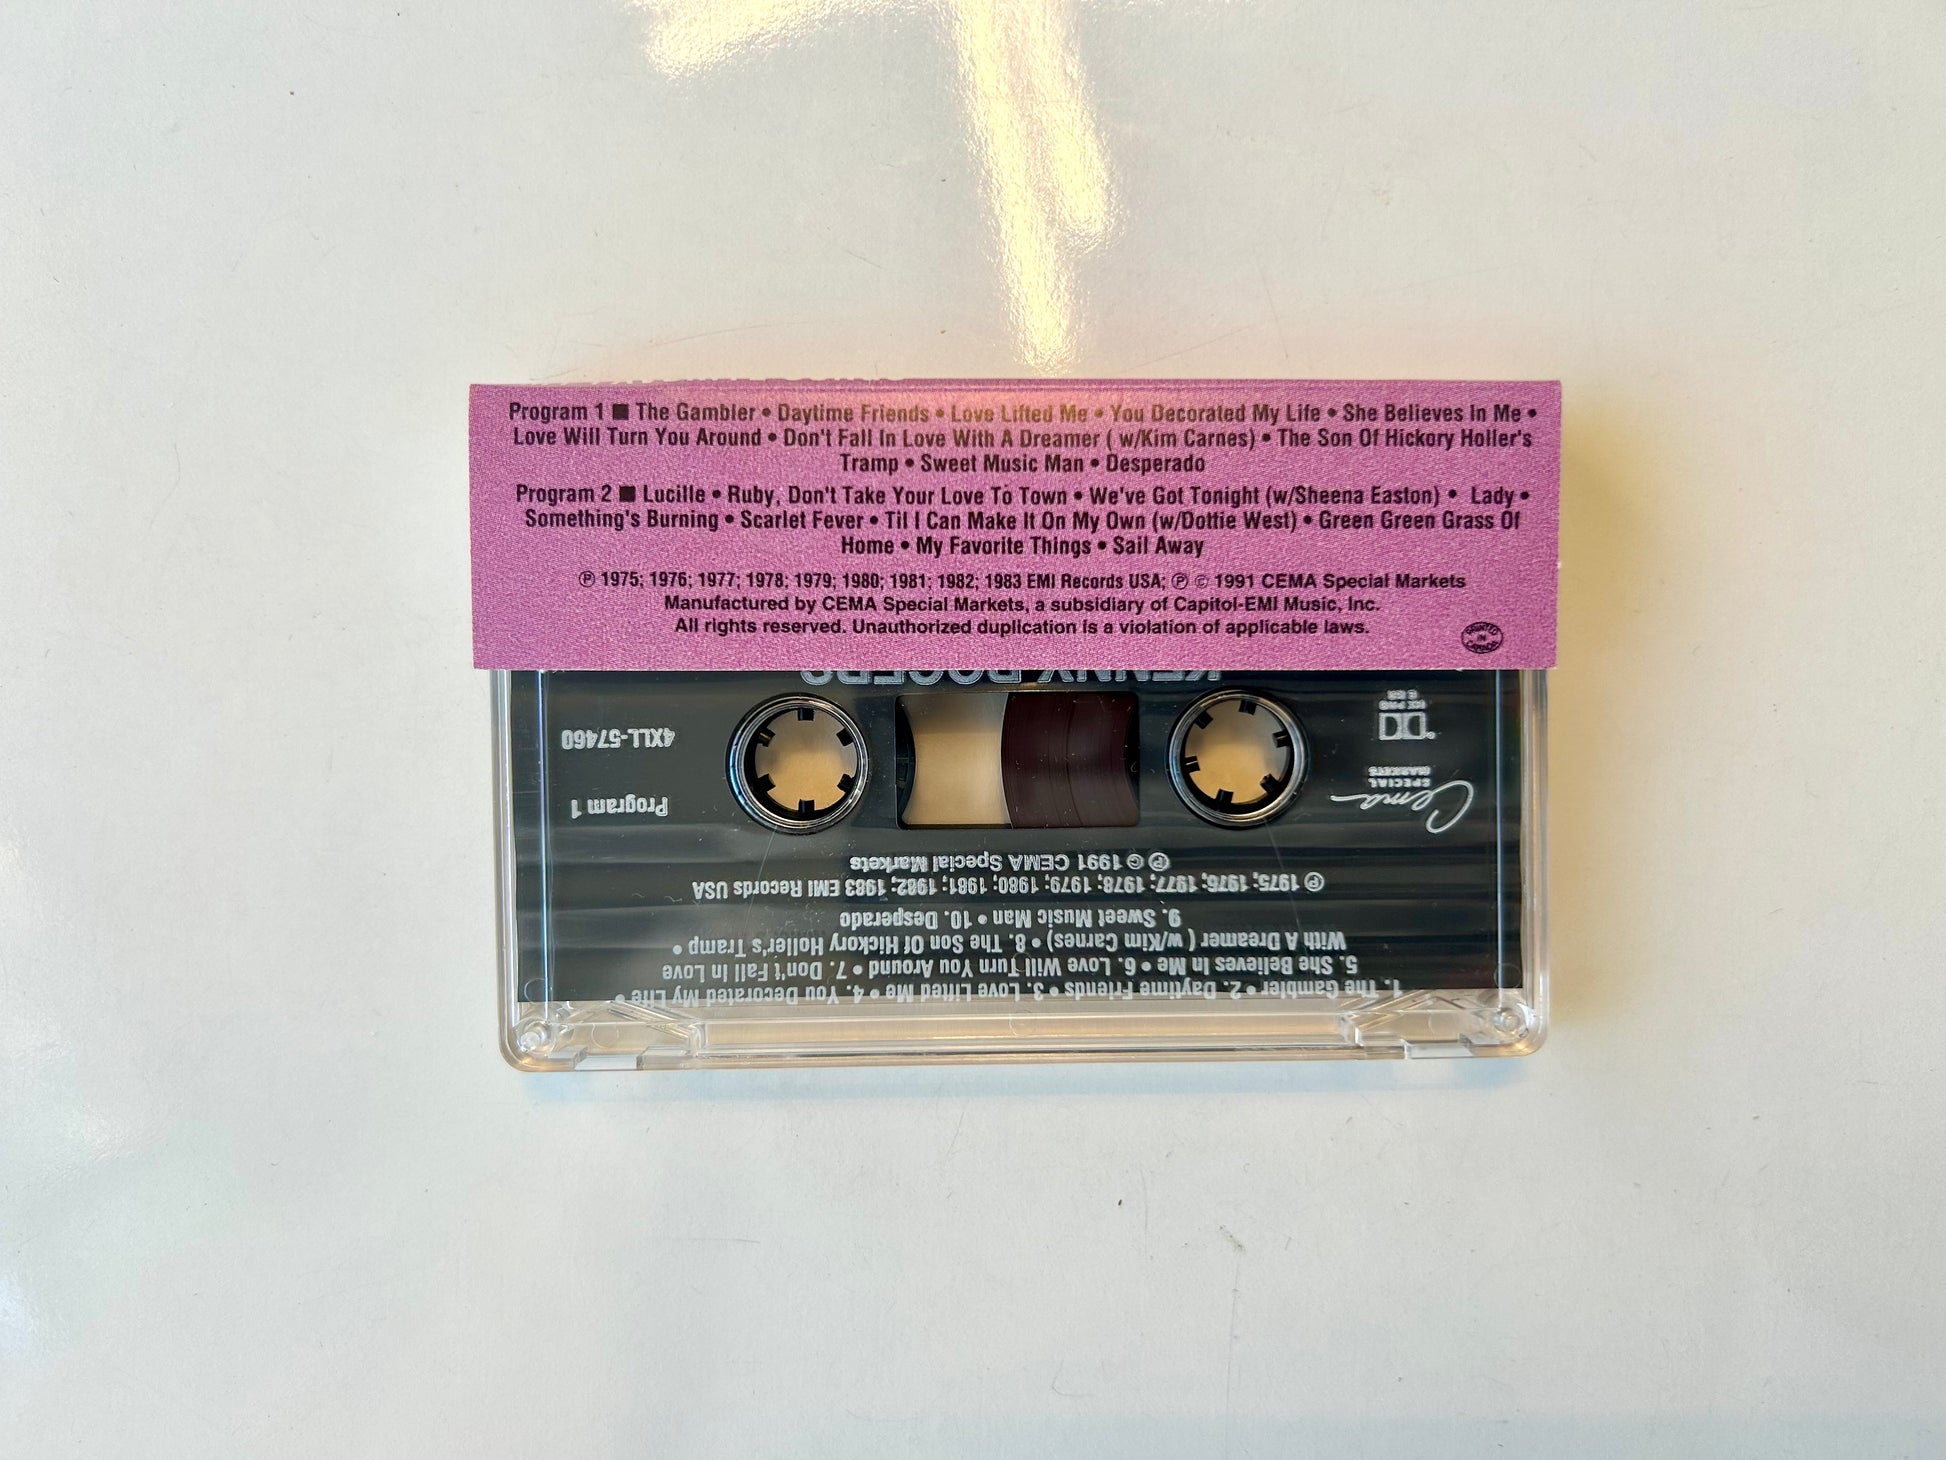 Program 1 ■ The Gambler • Daytime Friends • Love Lifted Me • You Decorated My Life • She Believes In Me •
Love Will Turn You Around • Don't Fall In Love With A Dreamer ( w/Kim Carnes) • The Son Of Hickory Holler's
Tramp • Sweet Music Man • Desperado
Program 2 ■ Lucille • Ruby, Don't Take Your Love To Town • We've Got Tonight (w/Sheena Easton) • Lady •
Something's Burning • Scarlet Fever • Til I Can Make It On My Own (w/Dottie West) • Green Green Grass Of
Home • My Favorite Things • Sail Away
℗ 1975; 1976; 1977; 1978; 1979; 1980; 1981; 1982; 1983 EMI Records USA; ℗ © 1991 CEMA Special Markets
Manufactured by CEMA Special Markets, a subsidiary of Capitol-EMI Music, Inc.
All rights reserved. Unauthorized duplication is a violation of applicable laws.
PRINTED
IN
CANADA
1. The Gambler • 2. Daytime Friends • 3. Love Lifted Me • 4. You Decorated My Life •
5. She Believes In Me • 6. Love Will Turn You Around • 7. Don't Fall In Love
With A Dreamer ( w/Kim Carnes) • 8. The Son Of Hickory Holler's Tramp •
9. Sweet Music Man • 10. Desperado
℗ 1975; 1976; 1977; 1978; 1979; 1980; 1981; 1982; 1983 EMI Records USA
℗ © 1991 CEMA Special Markets
Cema
SPECIAL
MARKETS
Program 1
4XLL-57460
KENNY ROGERS